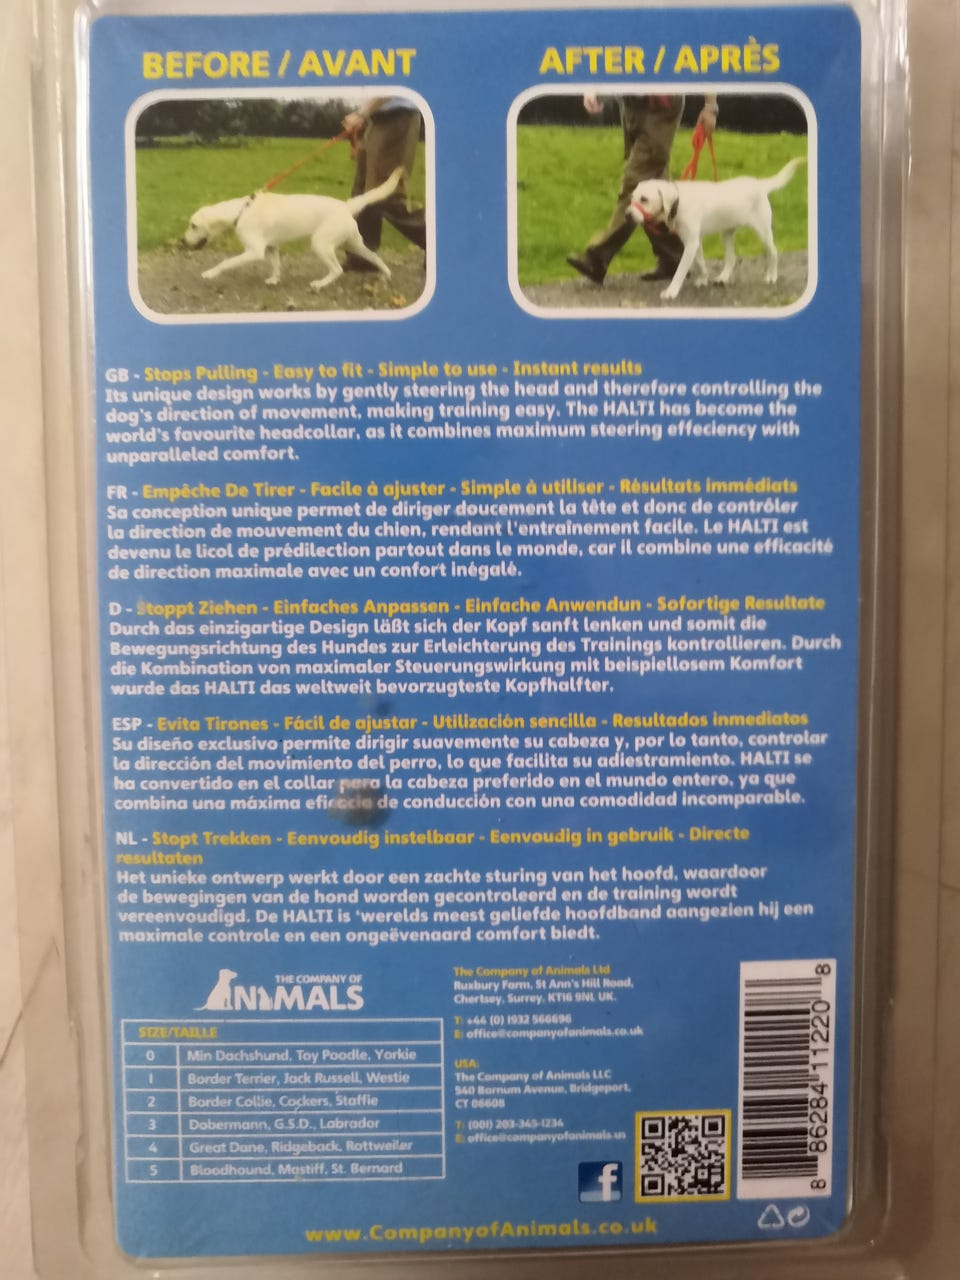 BEFORE / AVANT
AFTER / APRÈS
GB - Stops Pulling - Easy to fit - Simple to use - Instant results
Its unique design works by gently steering the head and therefore controlling the
dog's direction of movement, making training easy. The HALTI has become the
world's favourite headcollar, as it combines maximum steering effeciency with
unparalleled comfort.
FR - Empêche De Tirer - Facile à ajuster - Simple à utiliser - Résultats immédiats
Sa conception unique permet de diriger doucement la tête et donc de contrôler
la direction de mouvement du chien, rendant l'entraînement facile. Le HALTI est
devenu le licol de prédilection partout dans le monde, car il combine une efficacité
de direction maximale avec un confort inégalé.
D - Stoppt Ziehen - Einfaches Anpassen - Einfache Anwendun - Sofortige Resultate
Durch das einzigartige Design läßt sich der Kopf sanft lenken und somit die
Bewegungsrichtung des Hundes zur Erleichterung des Trainings kontrollieren. Durch
die Kombination von maximaler Steuerungswirkung mit beispiellosem Komfort
wurde das HALTI das weltweit bevorzugteste Kopfhalfter.
ESP - Evita Tirones - Fácil de ajustar - Utilización sencilla - Resultados inmediatos
Su diseño exclusivo permite dirigir suavemente su cabeza y, por lo tanto, controlar
la dirección del movimiento del perro, lo que facilita su adiestramiento. HALTI se
ha convertido en el collar para la cabeza preferido en el mundo entero, ya que
combina una máxima eficacia de conducción con una comodidad incomparable.
NL - Stopt Trekken - Eenvoudig instelbaar - Eenvoudig in gebruik - Directe
resultaten
Het unieke ontwerp werkt door een zachte sturing van het hoofd, waardoor
de bewegingen van de hond worden gecontroleerd en de training wordt
vereenvoudigd. De HALTI is 'werelds meest geliefde hoofdband aangezien hij een
maximale controle en een ongeëvenaard comfort biedt.
THE COMPANY OF
ANIMALS
SIZE/TAILLE
0 Min Dachshund, Toy Poodle, Yorkie
1 Border Terrier, Jack Russell, Westie
2 Border Collie, Cockers, Staffie
3 Dobermann, G.S.D., Labrador
4 Great Dane, Ridgeback, Rottweiler
5 Bloodhound, Mastiff, St. Bernard
The Company of Animals Ltd
Ruxbury Farm, St Ann's Hill Road,
Chertsey, Surrey, KT16 9NL UK.
T: +44 (0) 1932 566696
E: office@companyofanimals.co.uk
USA:
The Company of Animals LLC
540 Barnum Avenue, Bridgeport,
CT 06608
T: (001) 203-345-1234
E: office@companyofanimals.us
f
8 86284 11220 8
www.CompanyofAnimals.co.uk